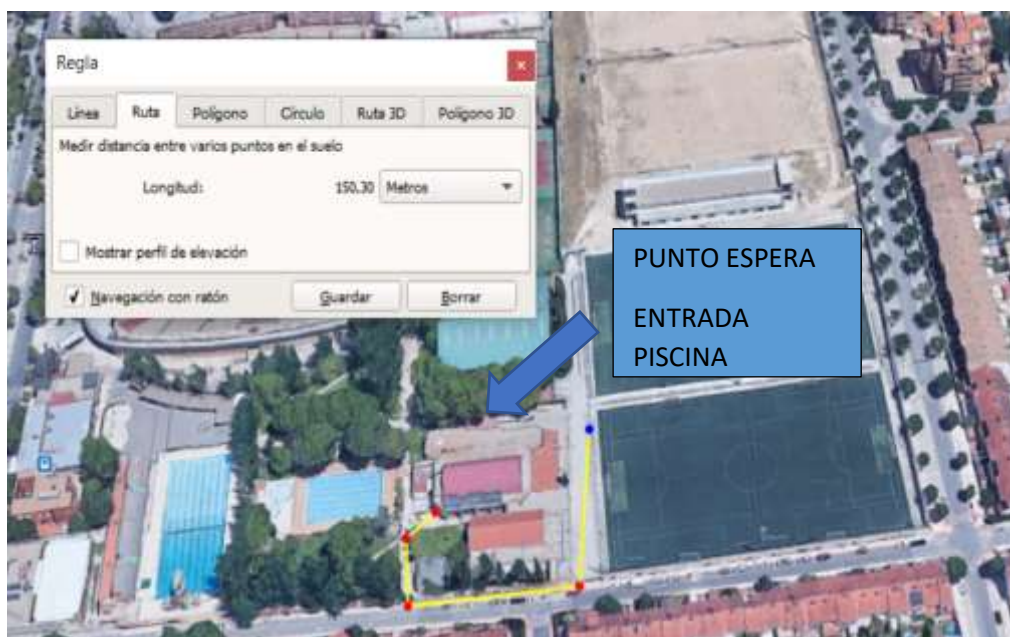 Regla
Línea Ruta Polígono Círculo Ruta 3D Polígono 3D
Medir distancia entre varios puntos en el suelo
Longitud: 150,30 Metros
Mostrar perfil de elevación
Navegación con ratón Guardar Borrar
PUNTO ESPERA
ENTRADA
PISCINA